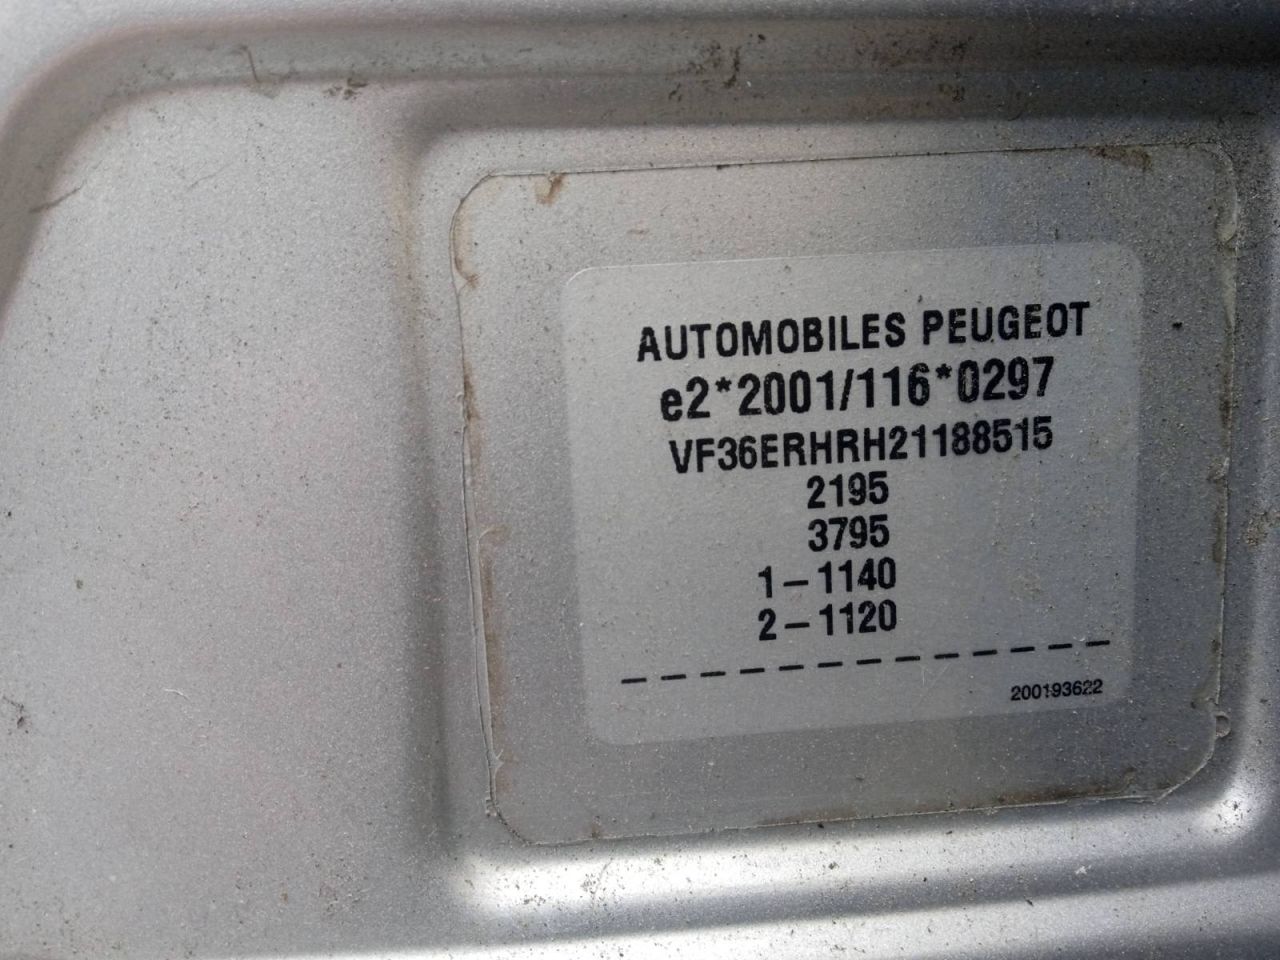 AUTOMOBILES PEUGEOT
e2*2001/116*0297
VF36ERHRH21188515
2195
3795
1-1140
2-1120
200193622